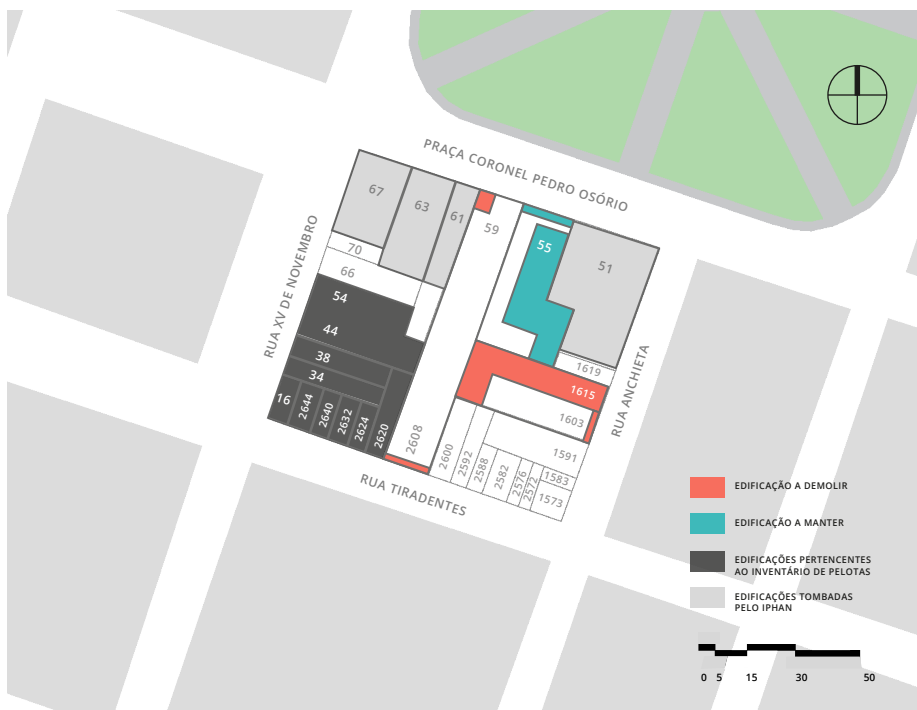 PRAÇA CORONEL PEDRO OSÓRIO
67
63
61
59
55
51
RUA XV DE NOVEMBRO
70
66
54
44
38
34
16
2644
2640
2632
2624
2620
2608
2600
2592
2588
2582
2576
2572
1619
1615
1603
1591
1583
1573
RUA ANCHIETA
RUA TIRADENTES
EDIFICAÇÃO A DEMOLIR
EDIFICAÇÃO A MANTER
EDIFICAÇÕES PERTENCENTES
AO INVENTÁRIO DE PELOTAS
EDIFICAÇÕES TOMBADAS
PELO IPHAN
0 5 15 30 50